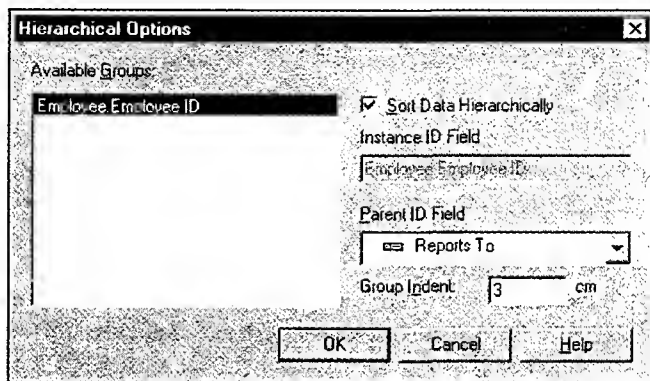 Hierarchical Options
Available Groups:
Employee.Employee ID
Sort Data Hierarchically
Instance ID Field
Employee.Employee ID
Parent ID Field
Reports To
Group Indent: 3 cm
OK Cancel Help